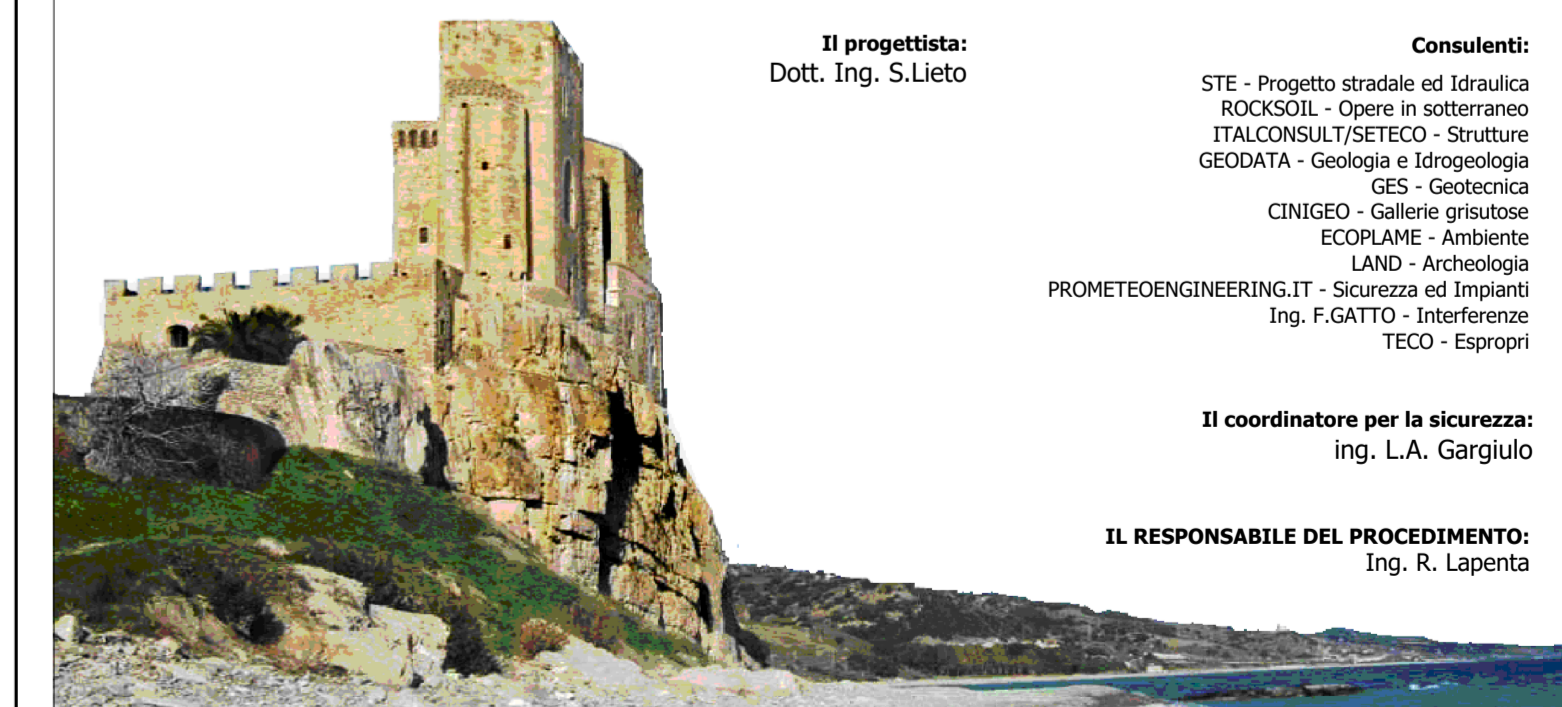 Il progettista:
Dott. Ing. S.Lieto
Consulenti:
STE - Progetto stradale ed Idraulica
ROCKSOIL - Opere in sotterraneo
ITALCONSULT/SETECO - Strutture
GEODATA - Geologia e Idrogeologia
GES - Geotecnica
CINIGEO - Gallerie grisutose
ECOPLAME - Ambiente
LAND - Archeologia
PROMETEOENGINEERING.IT - Sicurezza ed Impianti
Ing. F.GATTO - Interferenze
TECO - Espropri
Il coordinatore per la sicurezza:
ing. L.A. Gargiulo
IL RESPONSABILE DEL PROCEDIMENTO:
Ing. R. Lapenta